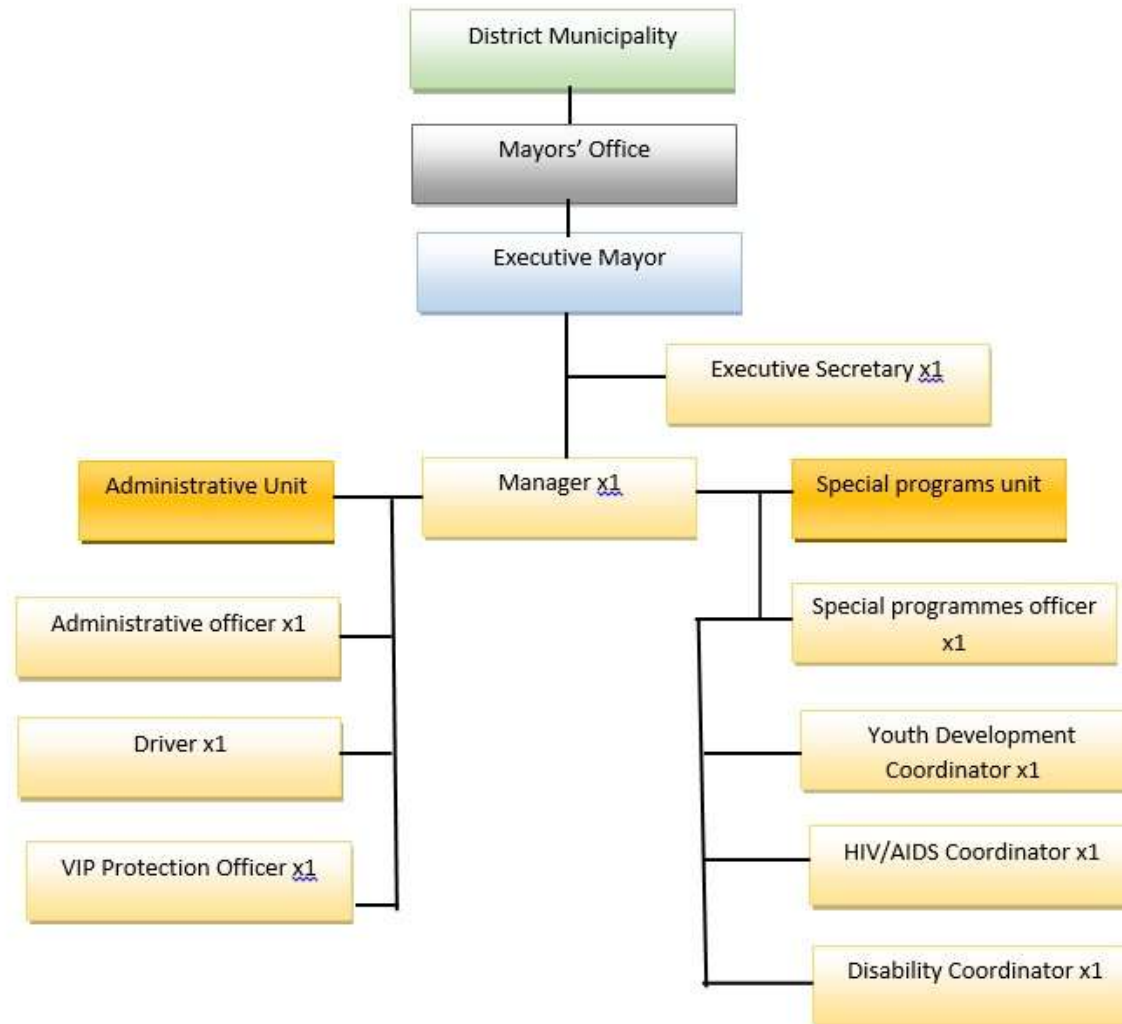 District Municipality
Mayors’ Office
Executive Mayor
Executive Secretary x1
Administrative Unit
Manager x1
Special programs unit
Administrative officer x1
Special programmes officer
x1
Driver x1
Youth Development
Coordinator x1
VIP Protection Officer x1
HIV/AIDS Coordinator x1
Disability Coordinator x1